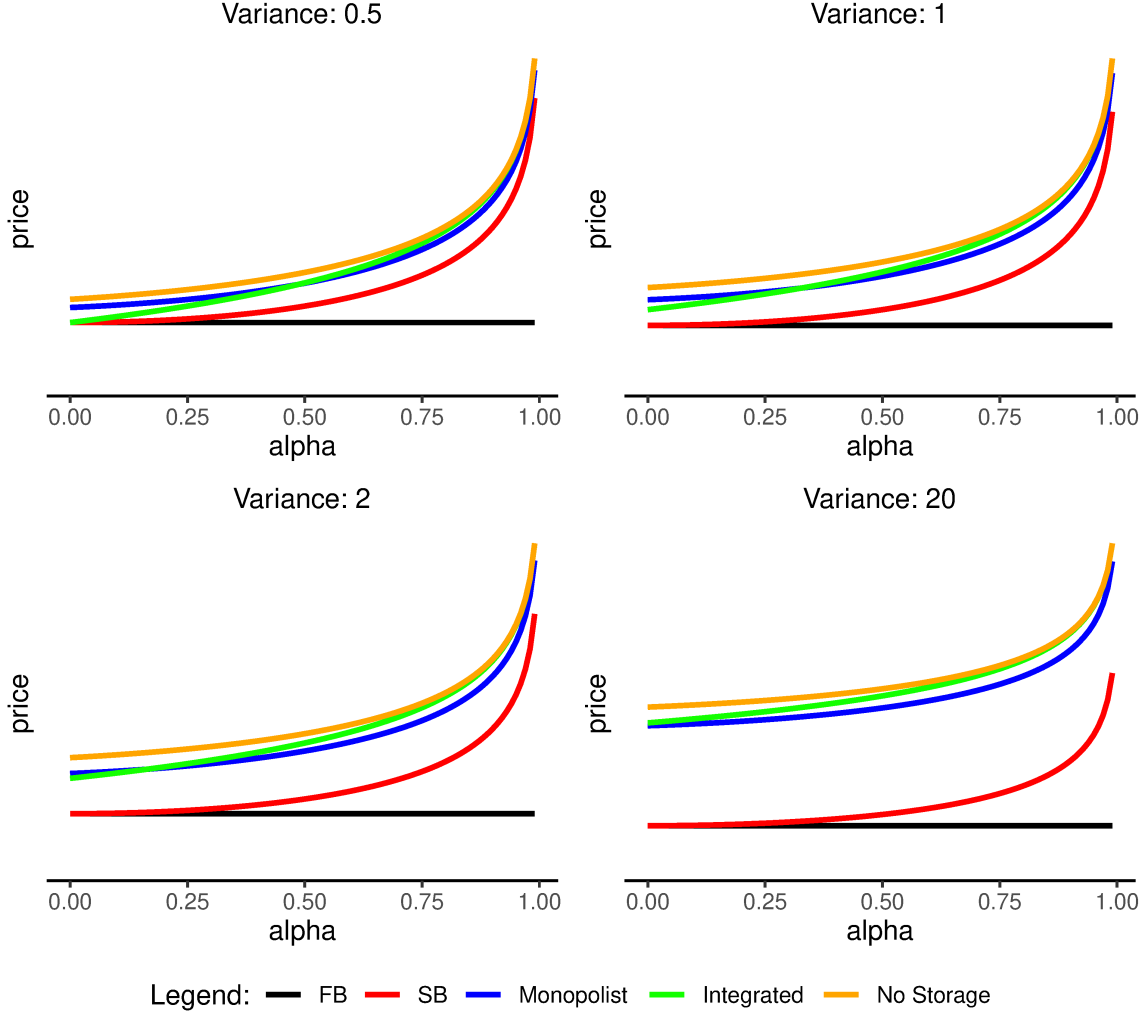 Variance: 0.5
Variance: 1
price
price
0.00 0.25 0.50 0.75 1.00
0.00 0.25 0.50 0.75 1.00
alpha
alpha
Variance: 2
Variance: 20
price
price
0.00 0.25 0.50 0.75 1.00
0.00 0.25 0.50 0.75 1.00
alpha
alpha
Legend: FB SB Monopolist Integrated No Storage